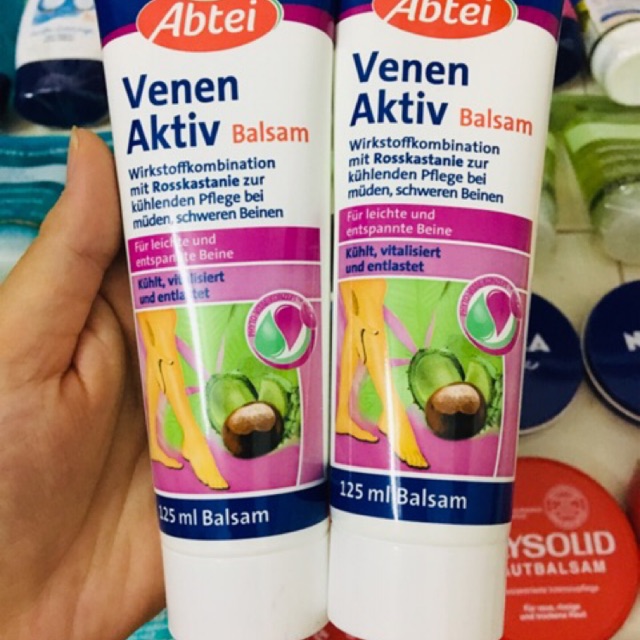 Abtei
Venen
Aktiv Balsam
Wirkstoffkombination
mit Rosskastanie zur
kühlenden Pflege bei
müden, schweren Beinen
Für leichte und
entspannte Beine
Kühlt, vitalisiert
und entlastet
125 ml Balsam
Abtei
Venen
Aktiv Balsam
Wirkstoffkombination
mit Rosskastanie zur
kühlenden Pflege bei
müden, schweren Beinen
Für leichte und
entspannte Beine
Kühlt, vitalisiert
und entlastet
125 ml Balsam
YSOLID
UTBALSAM